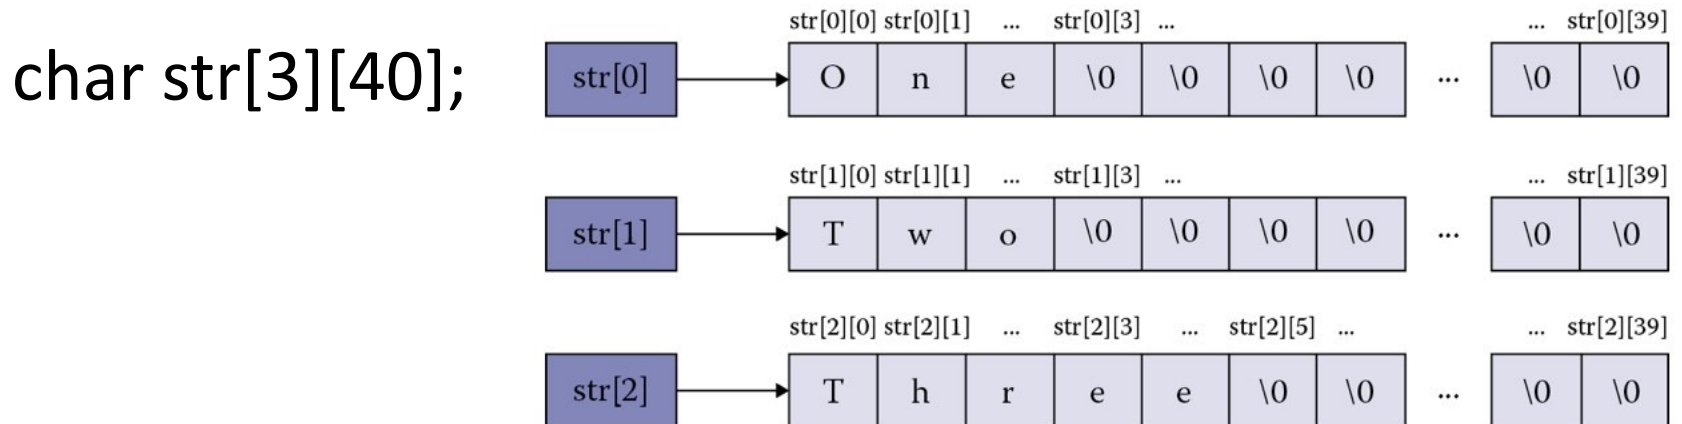 str[0][0] str[0][1] ... str[0][3] ... ... str[0][39]
char str[3][40]; str[0] O n e \0 \0 \0 \0 ... \0 \0
str[1][0] str[1][1] ... str[1][3] ... ... str[1][39]
str[1] T w o \0 \0 \0 \0 ... \0 \0
str[2][0] str[2][1] ... str[2][3] ... str[2][5] ... ... str[2][39]
str[2] T h r e e \0 \0 ... \0 \0